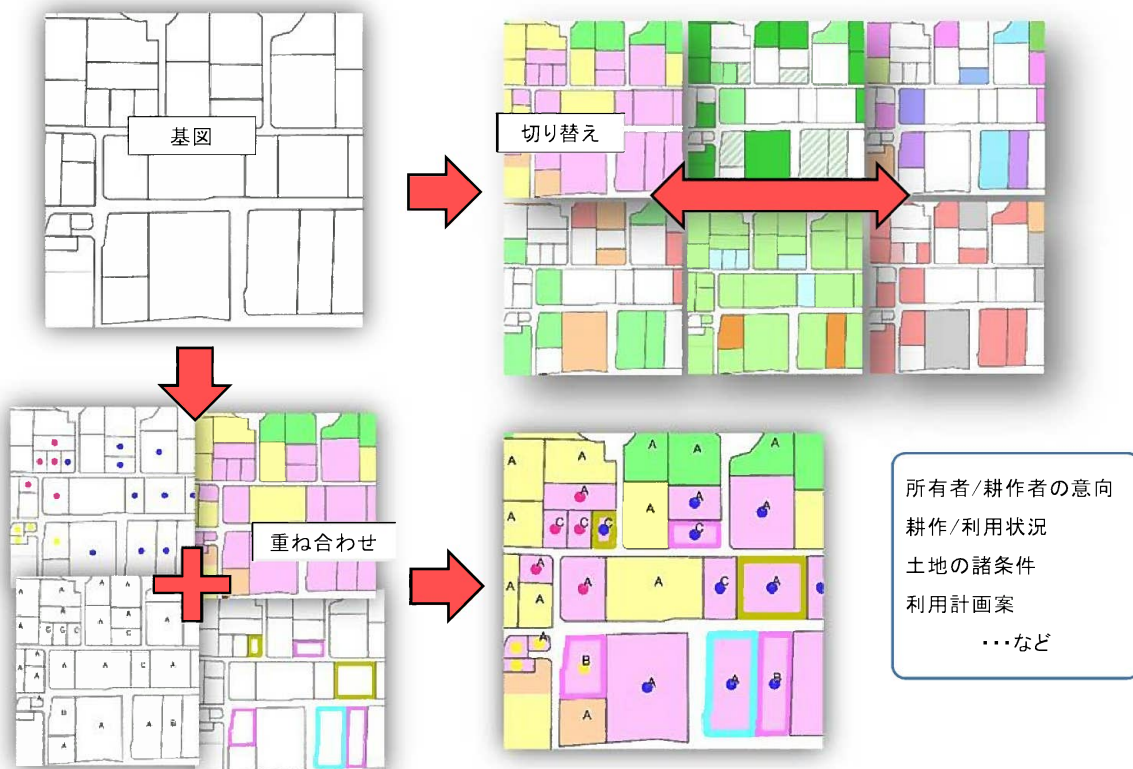 基図
切り替え
重ね合わせ
所有者/耕作者の意向
耕作/利用状況
土地の諸条件
利用計画案
･･･など
A A A
A
A
A A A
A C C C C
A
A A A C A
A
A
B A A B
A